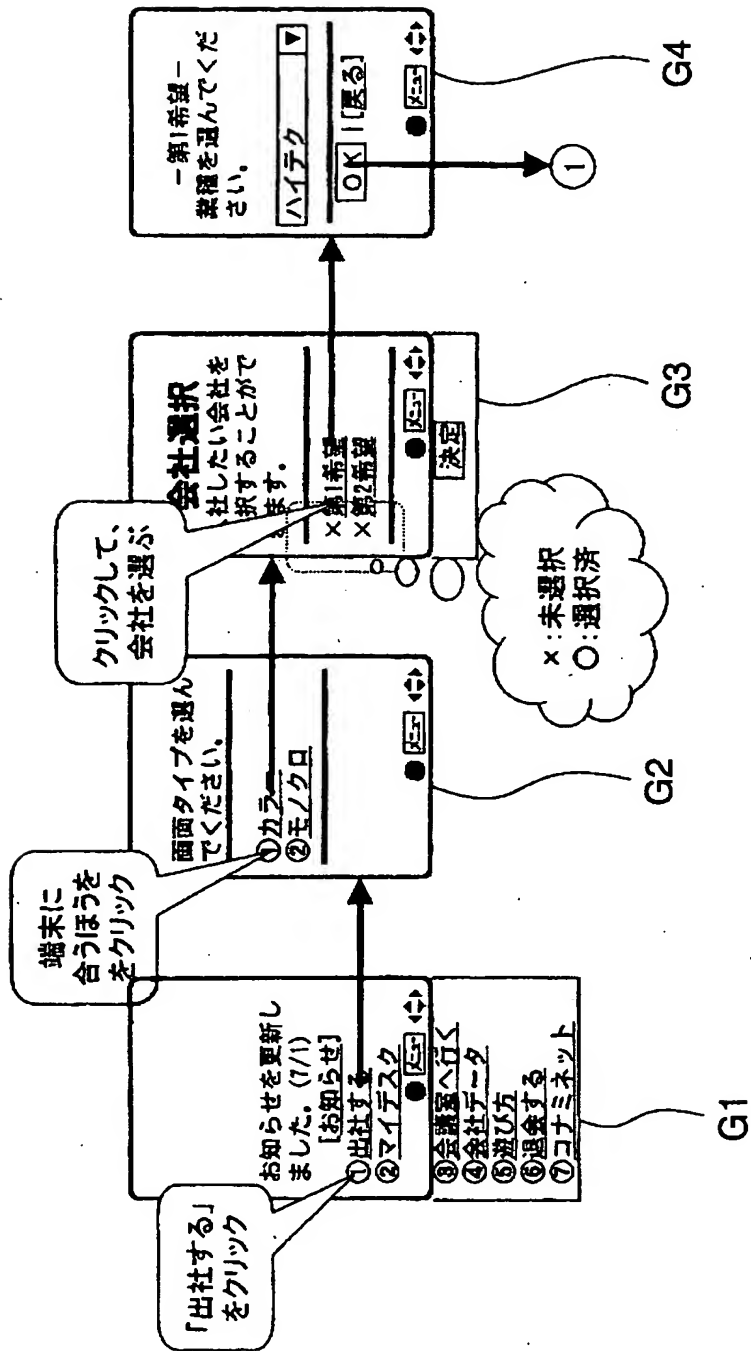 「出社する」
をクリック
お知らせを更新し
ました。(7/1)
[お知らせ]
①出社する
②マイデスク
●メニュー
③会議室へ行く
④会社データ
⑤遊び方
⑥退会する
⑦コナミネット
G1
端末に
合うほうを
をクリック
画面タイプを選ん
でください。
①カラー
②モノクロ
●メニュー
G2
クリックして、
会社を選ぶ
会社選択
社したい会社を
択することがで
ます。
×第1希望
×第2希望
●メニュー
決定
G3
×:未選択
○:選択済
-第1希望-
業種を選んでくだ
さい。
ハイテク ▼
OK | [戻る]
●メニュー
G4
1